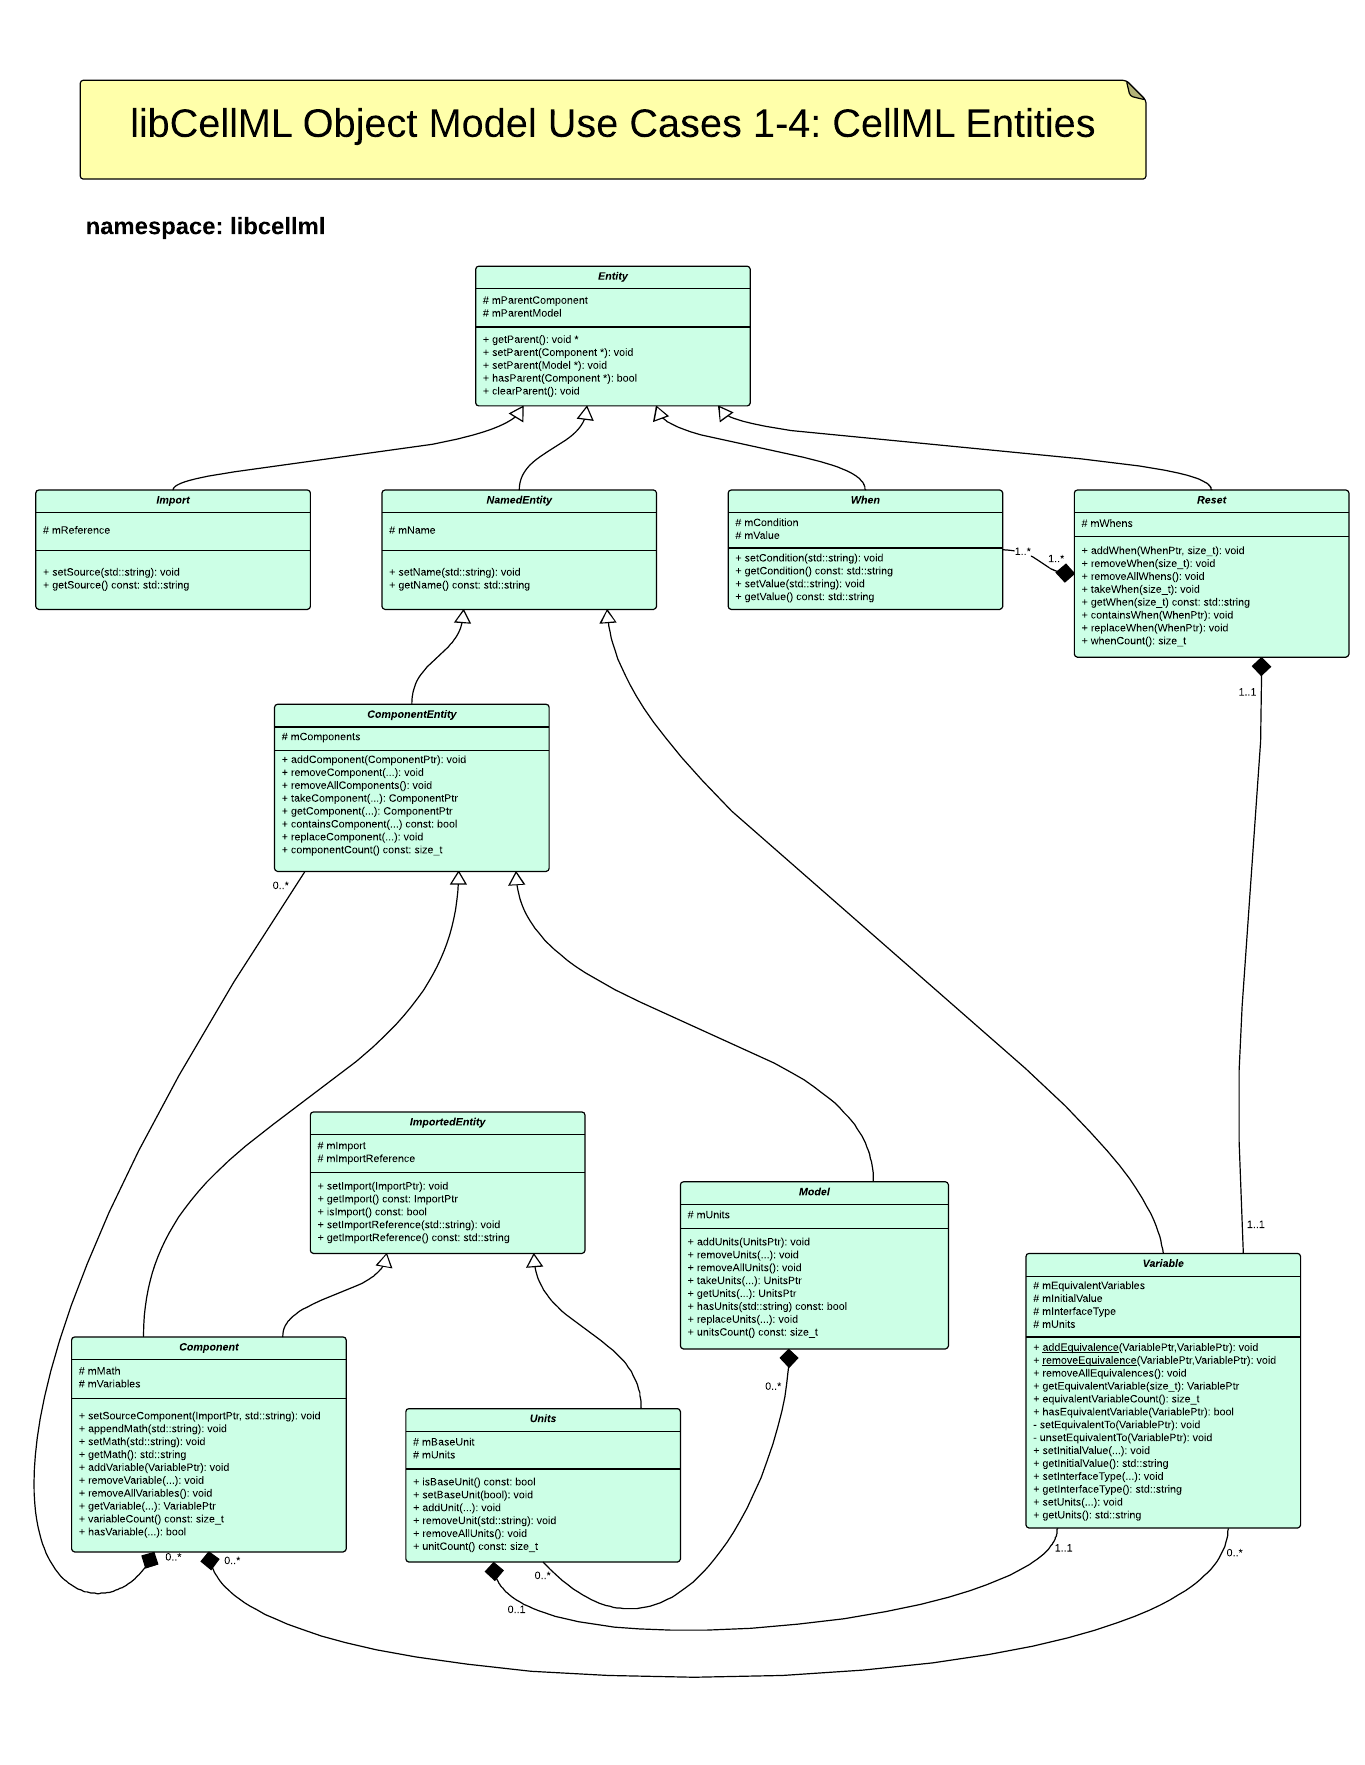 libCellML Object Model Use Cases 1-4: CellML Entities
namespace: libcellml
Entity
# mParentComponent
# mParentModel
+ getParent(): void *
+ setParent(Component *): void
+ setParent(Model *): void
+ hasParent(Component *): bool
+ clearParent(): void
Import
# mReference
+ setSource(std::string): void
+ getSource() const: std::string
NamedEntity
# mName
+ setName(std::string): void
+ getName() const: std::string
When
# mCondition
# mValue
+ setCondition(std::string): void
+ getCondition() const: std::string
+ setValue(std::string): void
+ getValue() const: std::string
1..*
1..*
Reset
# mWhens
+ addWhen(WhenPtr, size_t): void
+ removeWhen(size_t): void
+ removeAllWhens(): void
+ takeWhen(size_t): void
+ getWhen(size_t) const: std::string
+ containsWhen(WhenPtr): void
+ replaceWhen(WhenPtr): void
+ whenCount(): size_t
1..1
ComponentEntity
# mComponents
+ addComponent(ComponentPtr): void
+ removeComponent(...): void
+ removeAllComponents(): void
+ takeComponent(...): ComponentPtr
+ getComponent(...): ComponentPtr
+ containsComponent(...) const: bool
+ replaceComponent(...): void
+ componentCount() const: size_t
0..*
ImportedEntity
# mImport
# mImportReference
+ setImport(ImportPtr): void
+ getImport() const: ImportPtr
+ isImport() const: bool
+ setImportReference(std::string): void
+ getImportReference() const: std::string
Model
# mUnits
+ addUnits(UnitsPtr): void
+ removeUnits(...): void
+ removeAllUnits(): void
+ takeUnits(...): UnitsPtr
+ getUnits(...): UnitsPtr
+ hasUnits(std::string) const: bool
+ replaceUnits(...): void
+ unitsCount() const: size_t
0..*
1..1
Variable
# mEquivalentVariables
# mInitialValue
# mInterfaceType
# mUnits
+ addEquivalence(VariablePtr,VariablePtr): void
+ removeEquivalence(VariablePtr,VariablePtr): void
+ removeAllEquivalences(): void
+ getEquivalentVariable(size_t): VariablePtr
+ equivalentVariableCount(): size_t
+ hasEquivalentVariable(VariablePtr): bool
- setEquivalentTo(VariablePtr): void
- unsetEquivalentTo(VariablePtr): void
+ setInitialValue(...): void
+ getInitialValue(): std::string
+ setInterfaceType(...): void
+ getInterfaceType(): std::string
+ setUnits(...): void
+ getUnits(): std::string
1..1
0..*
Component
# mMath
# mVariables
+ setSourceComponent(ImportPtr, std::string): void
+ appendMath(std::string): void
+ setMath(std::string): void
+ getMath(): std::string
+ addVariable(VariablePtr): void
+ removeVariable(...): void
+ removeAllVariables(): void
+ getVariable(...): VariablePtr
+ variableCount() const: size_t
+ hasVariable(...): bool
0..*
0..*
Units
# mBaseUnit
# mUnits
+ isBaseUnit() const: bool
+ setBaseUnit(bool): void
+ addUnit(...): void
+ removeUnit(std::string): void
+ removeAllUnits(): void
+ unitCount() const: size_t
0..*
0..1